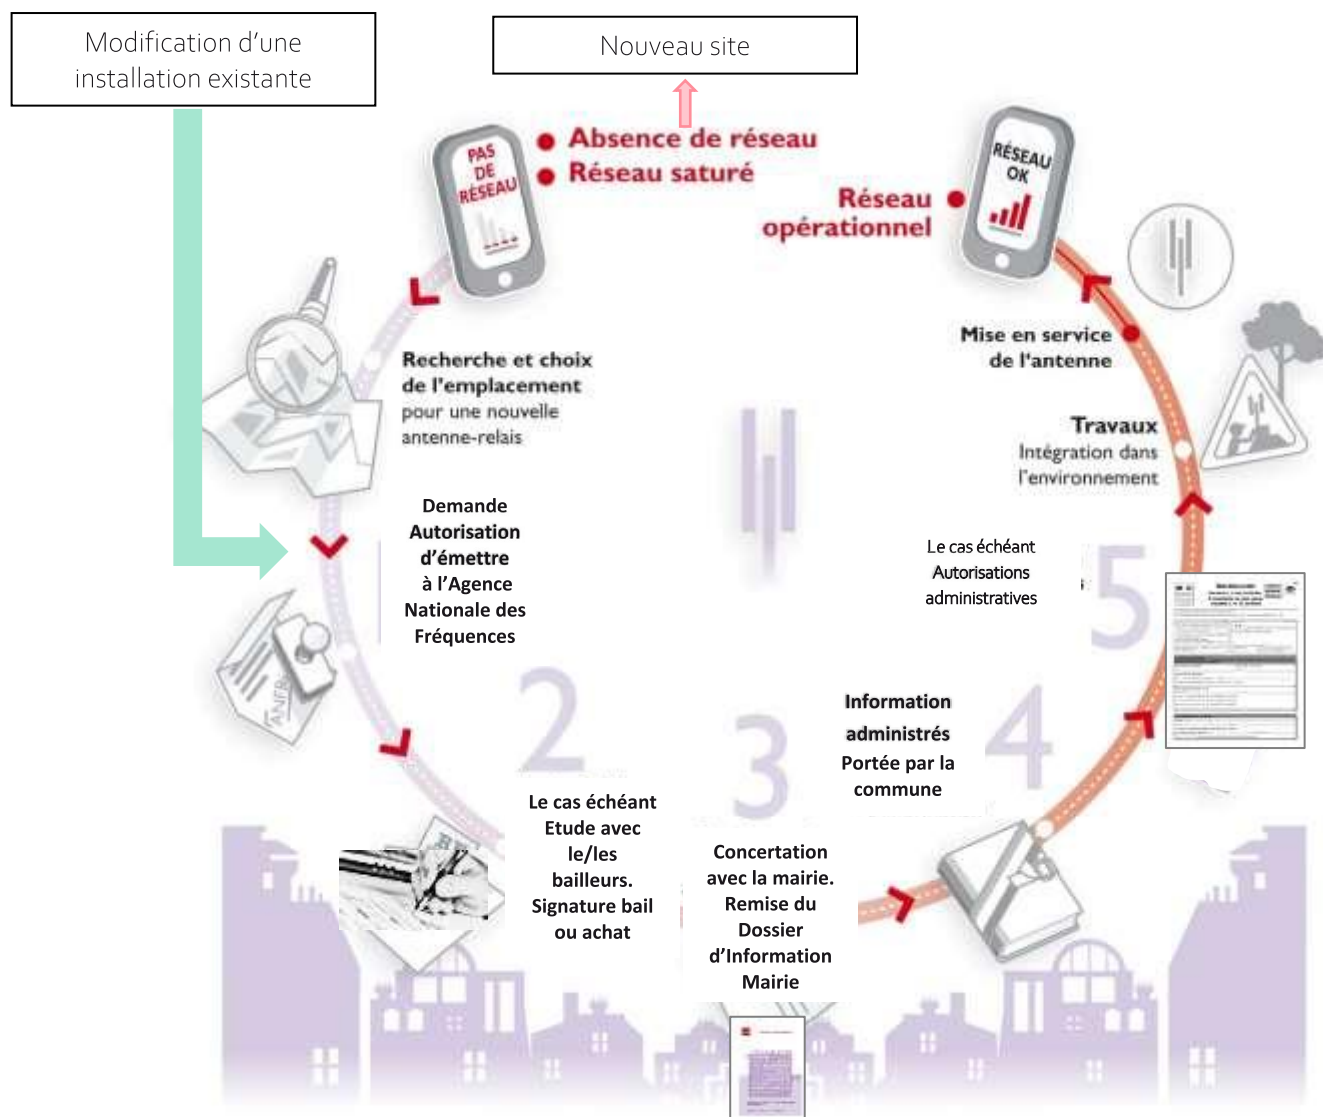 Modification d'une
installation existante
Nouveau site
PAS
DE
RÉSEAU
Absence de réseau
Réseau saturé
RÉSEAU
OK
Réseau
opérationnel
Recherche et choix
de l'emplacement
pour une nouvelle
antenne-relais
Mise en service
de l'antenne
Travaux
Intégration dans
l'environnement
Demande
Autorisation
d'émettre
à l'Agence
Nationale des
Fréquences
ANFR
2
Le cas échéant
Etude avec
le/les
bailleurs.
Signature bail
ou achat
3
Concertation
avec la mairie.
Remise du
Dossier
d'Information
Mairie
4
Information
administrés
Portée par la
commune
5
Le cas échéant
Autorisations
administratives